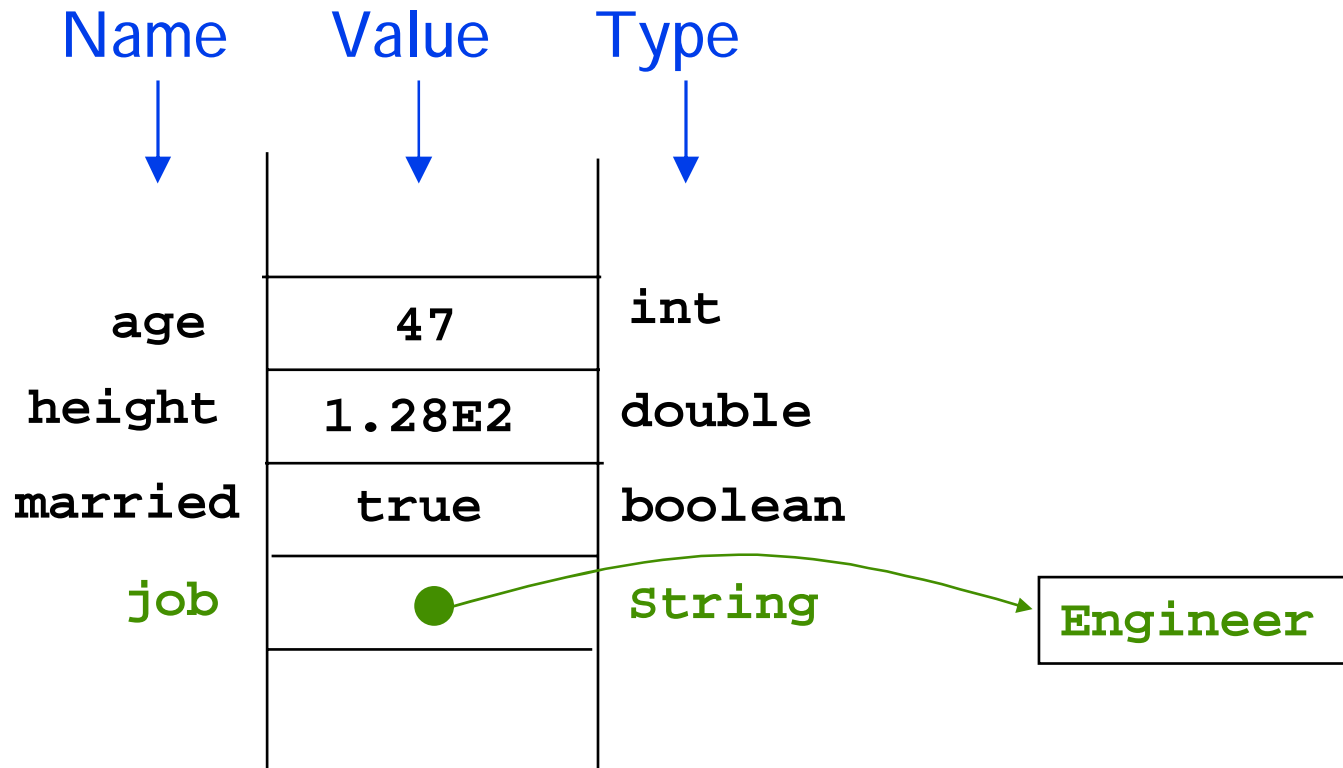 Name Value Type
age 47 int
height 1.28E2 double
married true boolean
job String Engineer